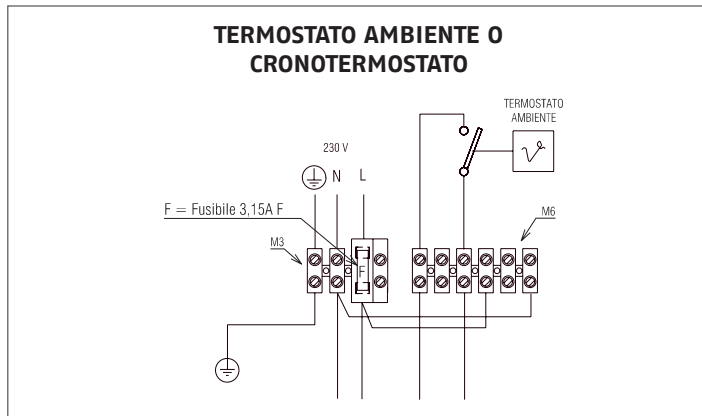 TERMOSTATO AMBIENTE O
CRONOTERMOSTATO
TERMOSTATO
AMBIENTE
230 V
N L
F = Fusibile 3,15A F
M3
M6
F